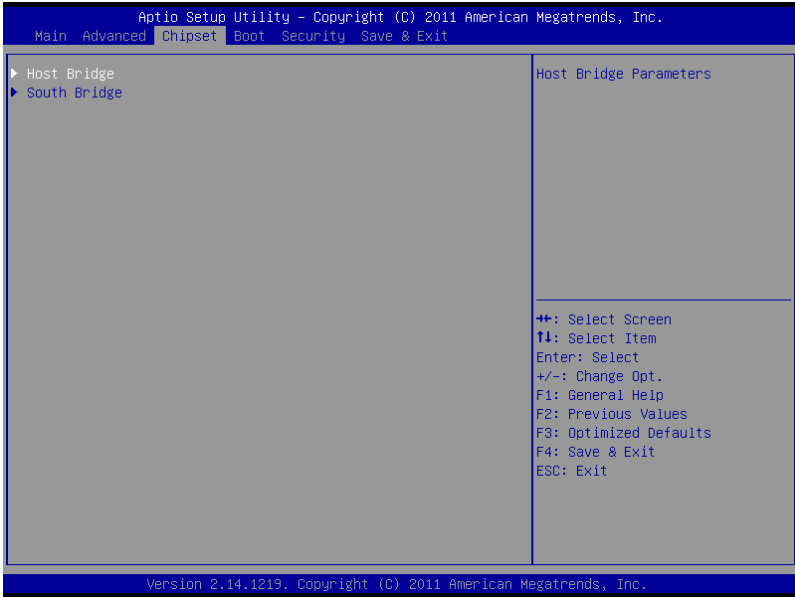 Aptio Setup Utility – Copyright (C) 2011 American Megatrends, Inc.
Main Advanced Chipset Boot Security Save & Exit
Host Bridge
South Bridge
Host Bridge Parameters
→←: Select Screen
↑↓: Select Item
Enter: Select
+/-: Change Opt.
F1: General Help
F2: Previous Values
F3: Optimized Defaults
F4: Save & Exit
ESC: Exit
Version 2.14.1219. Copyright (C) 2011 American Megatrends, Inc.